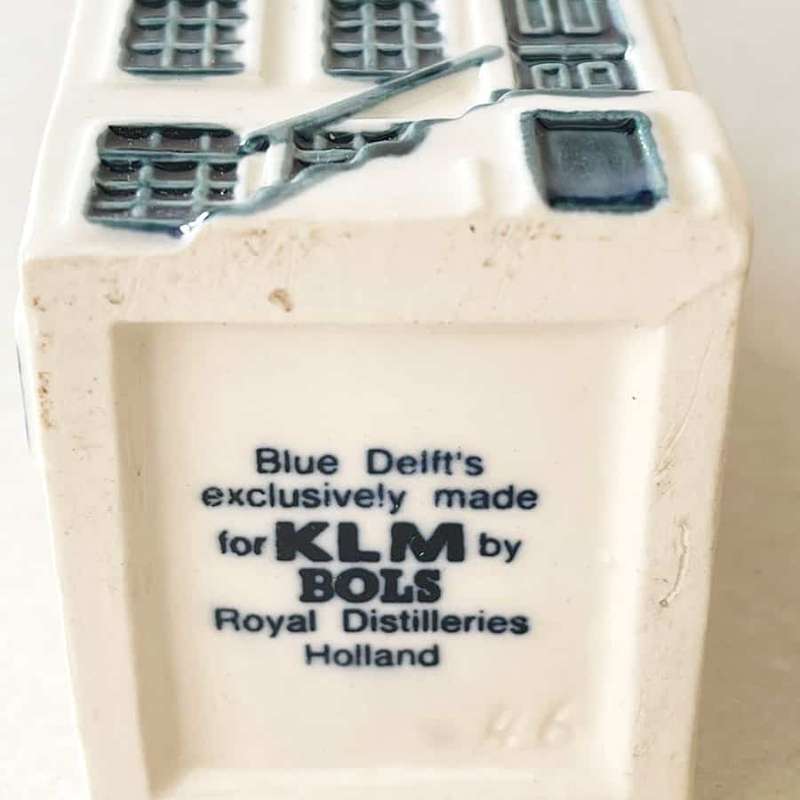 Blue Delft's
exclusively made
for KLM by
BOLS
Royal Distilleries
Holland